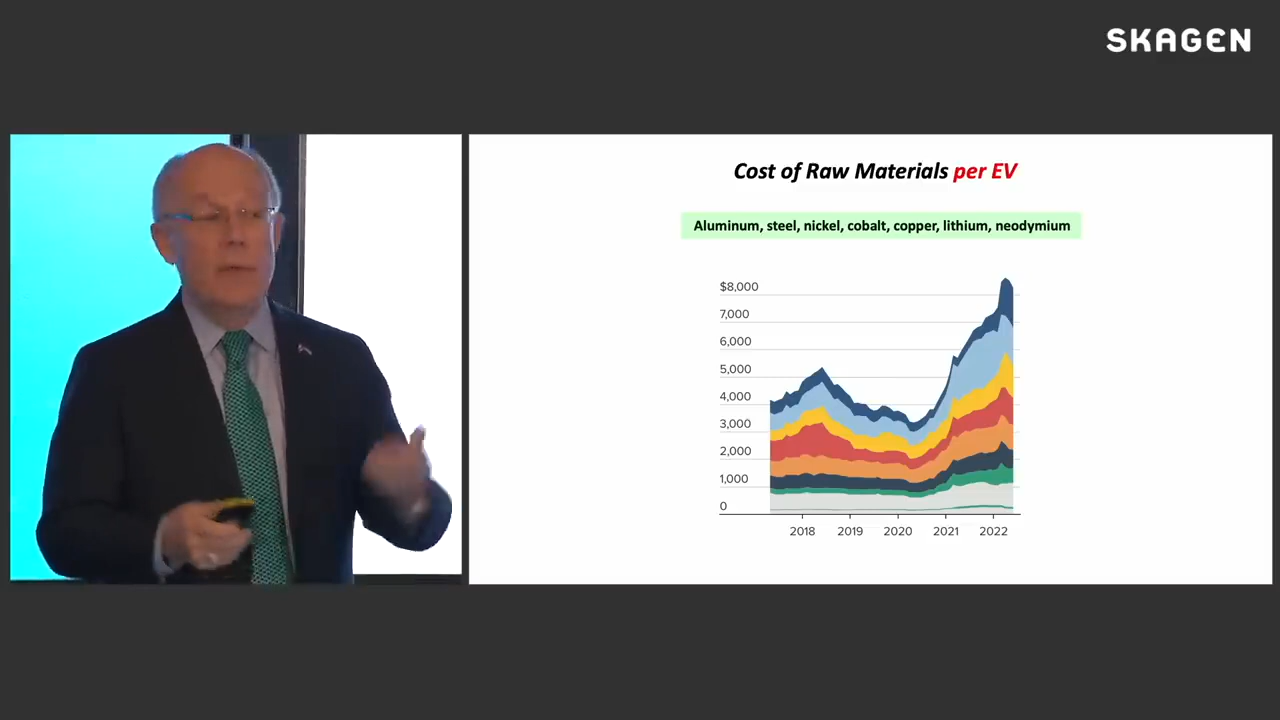 SKAGEN
Cost of Raw Materials per EV
Aluminum, steel, nickel, cobalt, copper, lithium, neodymium
$8,000
7,000
6,000
5,000
4,000
3,000
2,000
1,000
0
2018 2019 2020 2021 2022